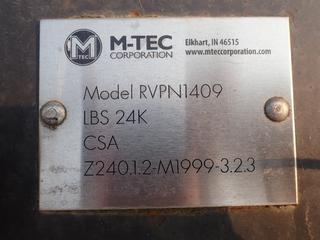 M
M-TEC
M-TEC
CORPORATION
Elkhart, IN 46515
www.mteccorporation.com
Model RVPN1409
LBS 24K
CSA
Z240.1.2-M1999-3.2.3